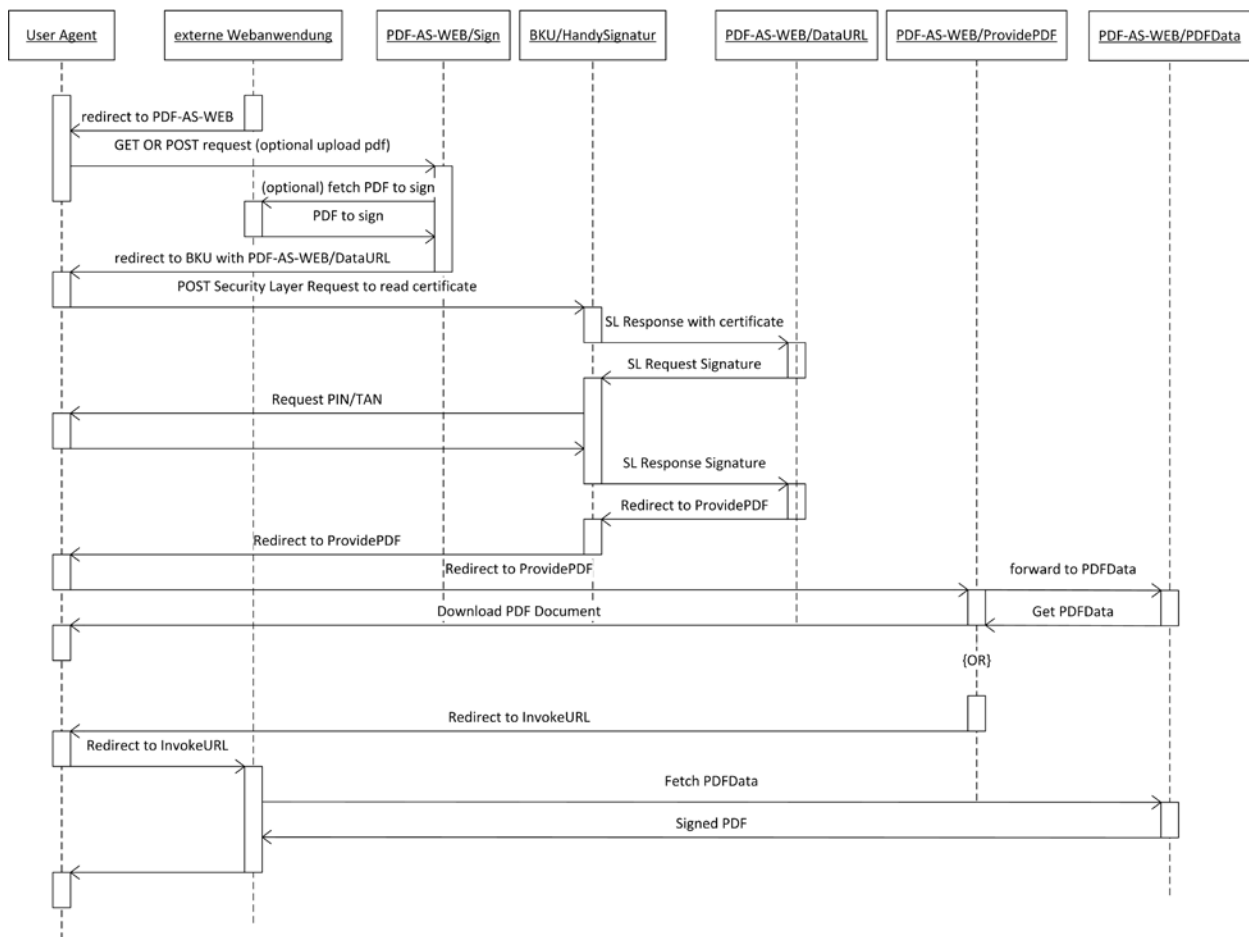 User Agent
externe Webanwendung
PDF-AS-WEB/Sign
BKU/HandySignatur
PDF-AS-WEB/DataURL
PDF-AS-WEB/ProvidePDF
PDF-AS-WEB/PDFData
redirect to PDF-AS-WEB
GET OR POST request (optional upload pdf)
(optional) fetch PDF to sign
PDF to sign
redirect to BKU with PDF-AS-WEB/DataURL
POST Security Layer Request to read certificate
SL Response with certificate
SL Request Signature
Request PIN/TAN
SL Response Signature
Redirect to ProvidePDF
Redirect to ProvidePDF
Redirect to ProvidePDF
forward to PDFData
Download PDF Document
Get PDFData
{OR}
Redirect to InvokeURL
Redirect to InvokeURL
Fetch PDFData
Signed PDF